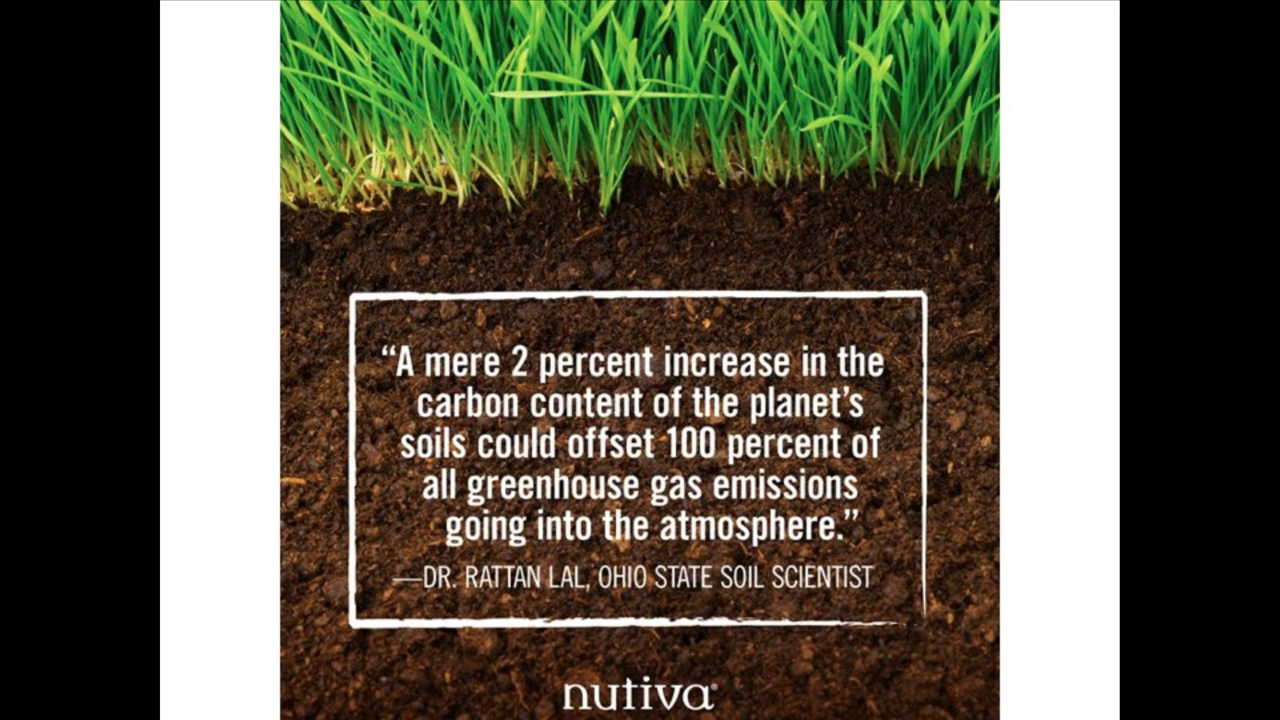 “A mere 2 percent increase in the
carbon content of the planet’s
soils could offset 100 percent of
all greenhouse gas emissions
going into the atmosphere.”
—DR. RATTAN LAL, OHIO STATE SOIL SCIENTIST
nutiva®